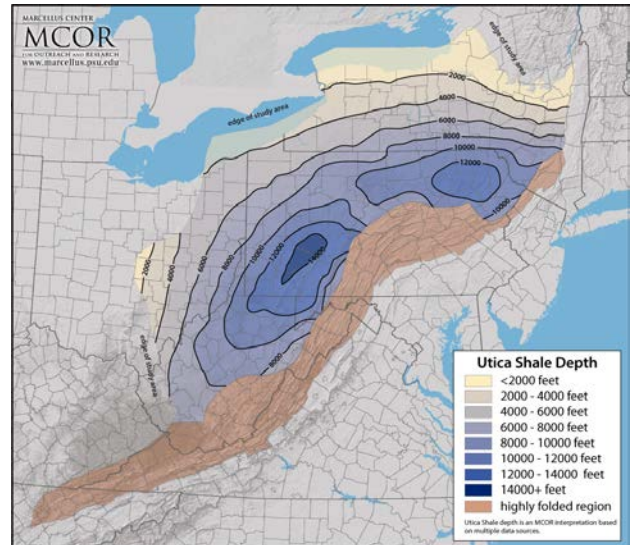 MARCELLUS CENTER
MCOR
FOR OUTREACH AND RESEARCH
www.marcellus.psu.edu
edge of study area
2000
4000
6000
8000
10000
12000
edge of study area
10000
2000
4000
6000
8000
10000
12000
14000
8000
edge of study area
Utica Shale Depth
<2000 feet
2000 - 4000 feet
4000 - 6000 feet
6000 - 8000 feet
8000 - 10000 feet
10000 - 12000 feet
12000 - 14000 feet
14000+ feet
highly folded region
Utica Shale depth is an MCOR interpretation based
on multiple data sources.